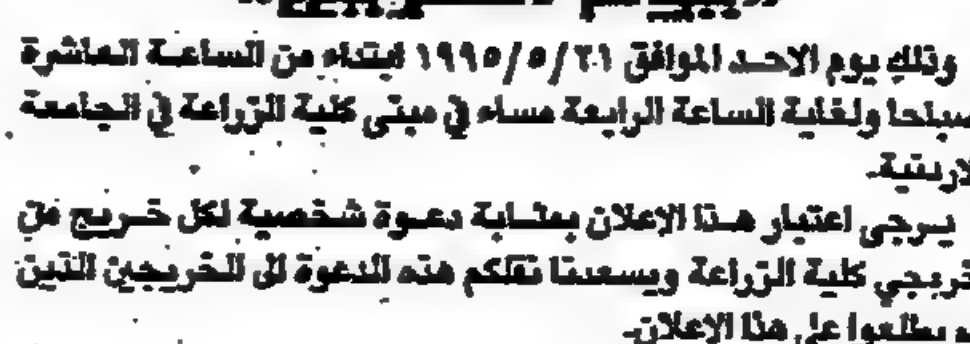 وذلك يوم الاحد الموافق ١٩٩٥/٥/٢١ ابتداء من الساعة العاشرة
صباحا ولغاية الساعة الرابعة مساء في مبنى كلية الزراعة في الجامعة
الاردنية.
يرجى اعتبار هذا الإعلان بمثابة دعوة شخصية لكل خريج من
خريجي كلية الزراعة ويسعدنا نقلكم هذه الدعوة الى الخريجين الذين
لم يطلعوا على هذا الاعلان.